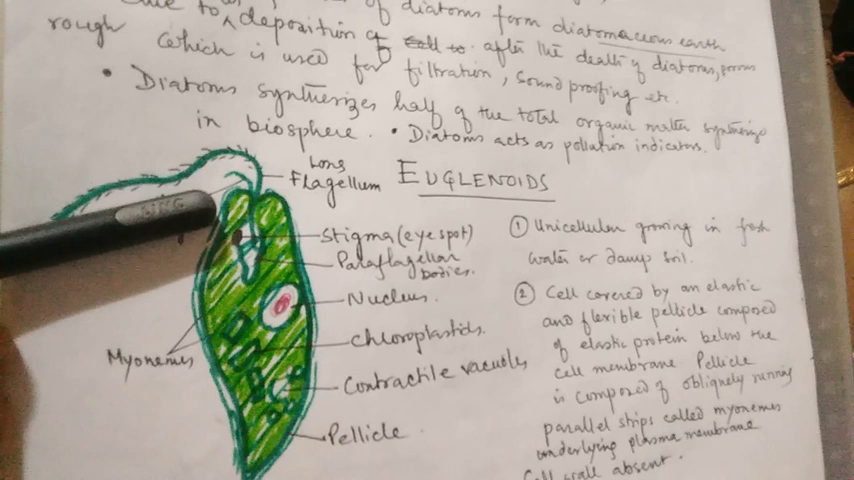 due to deposition of after the death of diatoms, porous
of diatoms form diatomaceous earth
rough (which is used for filtration, Sound proofing etc.
• Diatoms synthesizes half of the total organic matter synthesize
in biosphere. • Diatoms acts as pollution indicators.
EUGLENOIDS
Long
Flagellum
Stigma (eye spot)
Paraflagellar
bodies.
Nucleus.
Chloroplastids.
Contractile vacuoles
Myonemes
Pellicle
① Unicellular growing in fresh
water or damp soil.
② Cell covered by an elastic
and flexible pellicle composed
of elastic protein below the
cell membrane Pellicle
is composed of obliquely running
parallel strips called myonemes
underlying plasma membrane
Cell wall absent.